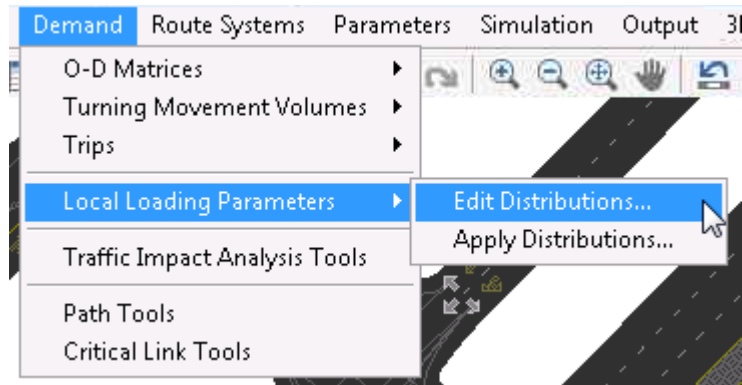 Demand Route Systems Parameters Simulation Output
O-D Matrices
Turning Movement Volumes
Trips
Local Loading Parameters
Edit Distributions...
Apply Distributions...
Traffic Impact Analysis Tools
Path Tools
Critical Link Tools